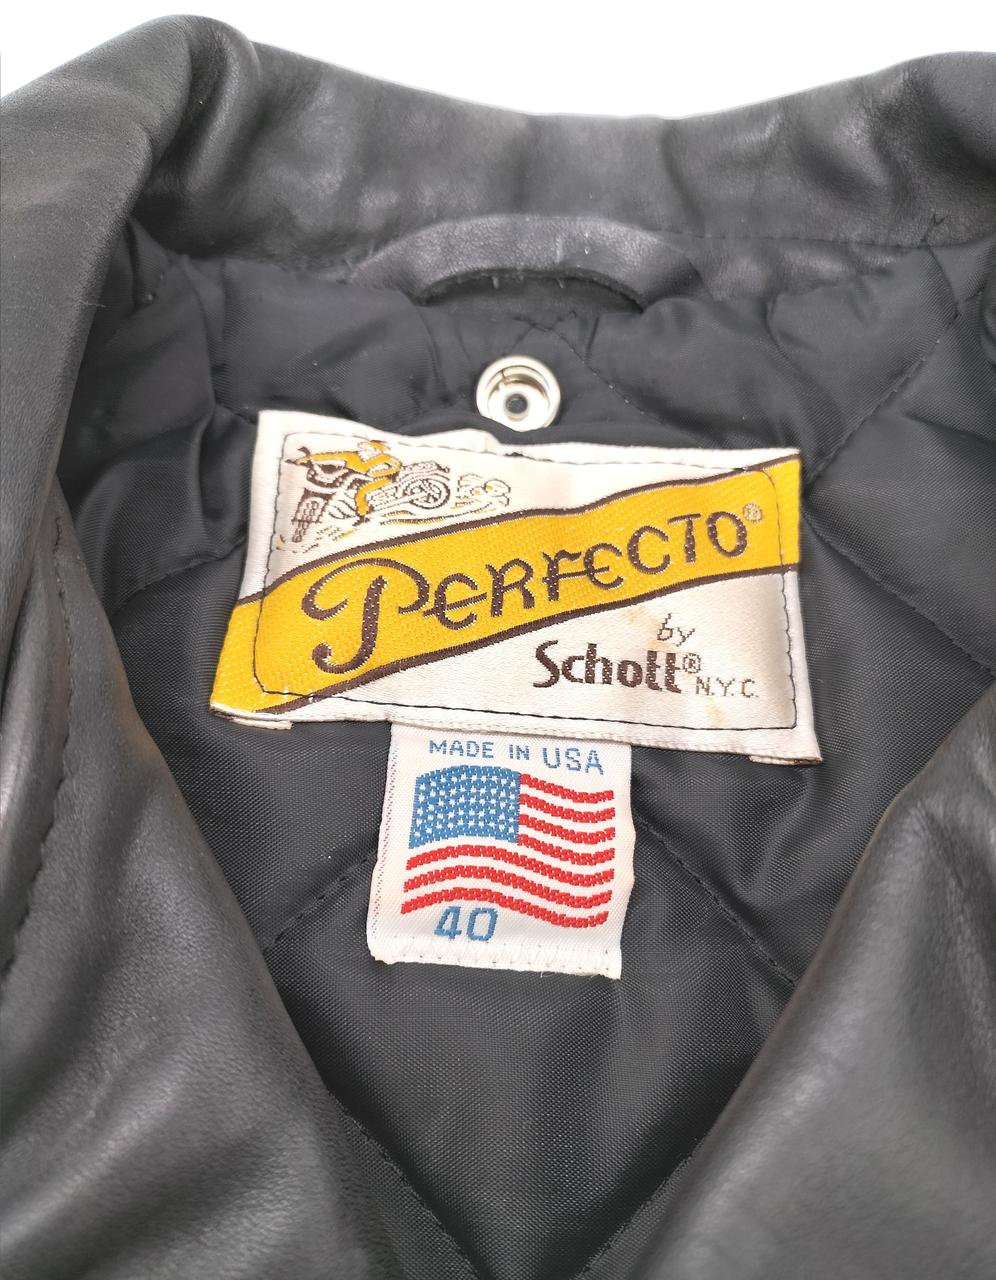 PERFECTO®
by
Schott® N.Y.C.
MADE IN USA
40